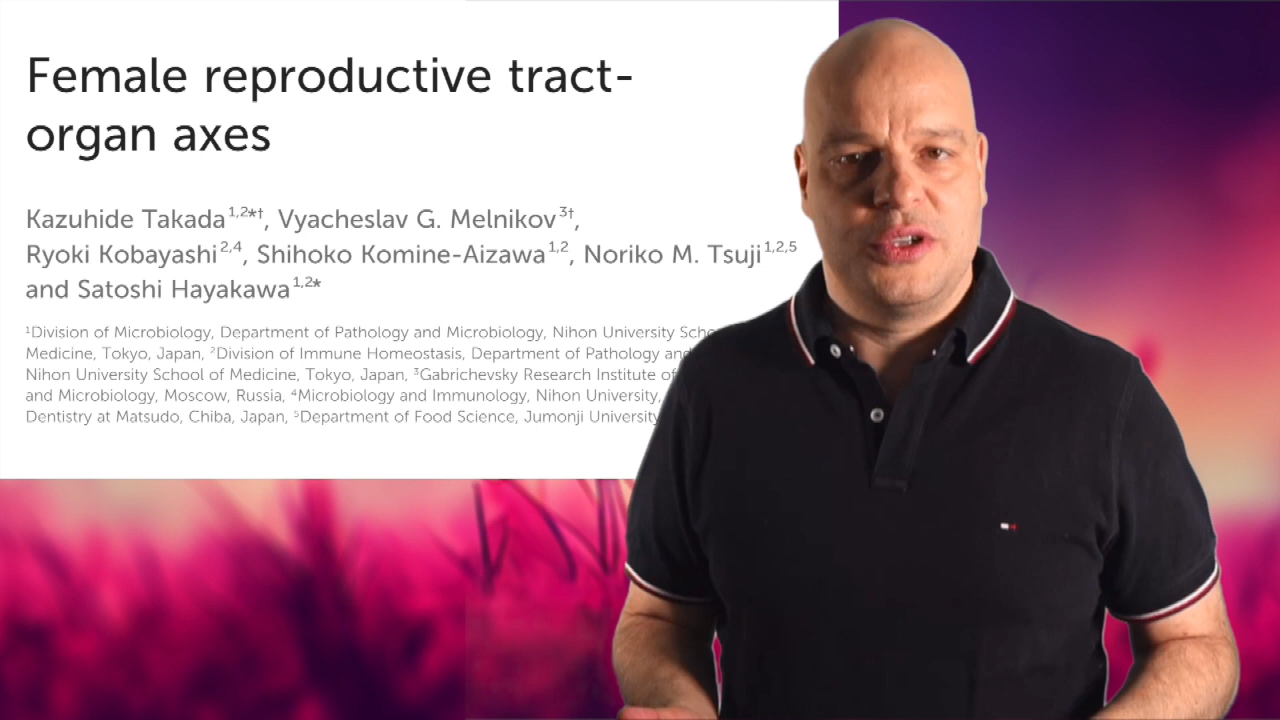 Female reproductive tract-
organ axes
Kazuhide Takada1,2*†, Vyacheslav G. Melnikov3†,
Ryoki Kobayashi2,4, Shihoko Komine-Aizawa1,2, Noriko M. Tsuji1,2,5
and Satoshi Hayakawa1,2*
1Division of Microbiology, Department of Pathology and Microbiology, Nihon University
Medicine, Tokyo, Japan, 2Division of Immune Homeostasis, Department of Pathology and
Nihon University School of Medicine, Tokyo, Japan, 3Gabrichevsky Research Institute of
and Microbiology, Moscow, Russia, 4Microbiology and Immunology, Nihon University,
Dentistry at Matsudo, Chiba, Japan, 5Department of Food Science, Jumonji University